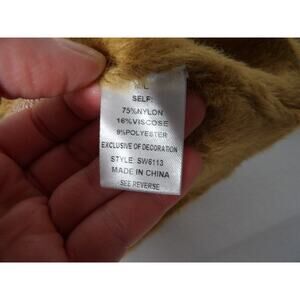 M/L
SELF:
75%NYLON
16%VISCOSE
9%POLYESTER
EXCLUSIVE OF DECORATION
STYLE: SW6113
MADE IN CHINA
SEE REVERSE